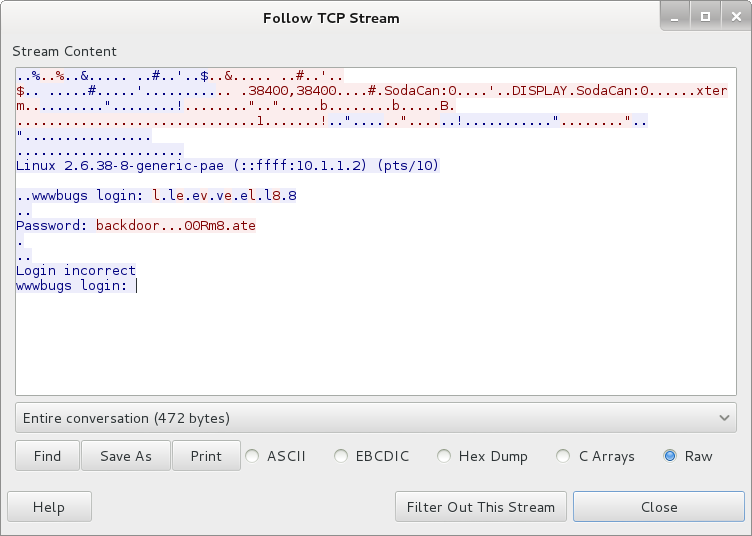 Follow TCP Stream
Stream Content
..%..%..&..... ..#..'..$..&..... ..#..'..
$.. .....#.....'........... .38400,38400....#.SodaCan:0....'..DISPLAY.SodaCan:0......xter
m.........."........!........"..".....b........b.....B.
..............................1.......!.."......"......!..........."........"..
"................
.....................
Linux 2.6.38-8-generic-pae (::ffff:10.1.1.2) (pts/10)
..wwwbugs login: l.le.ev.ve.el.l8.8
..
Password: backdoor...00Rm8.ate
.
..
Login incorrect
wwwbugs login:
Entire conversation (472 bytes)
Find Save As Print ASCII EBCDIC Hex Dump C Arrays Raw
Help Filter Out This Stream Close